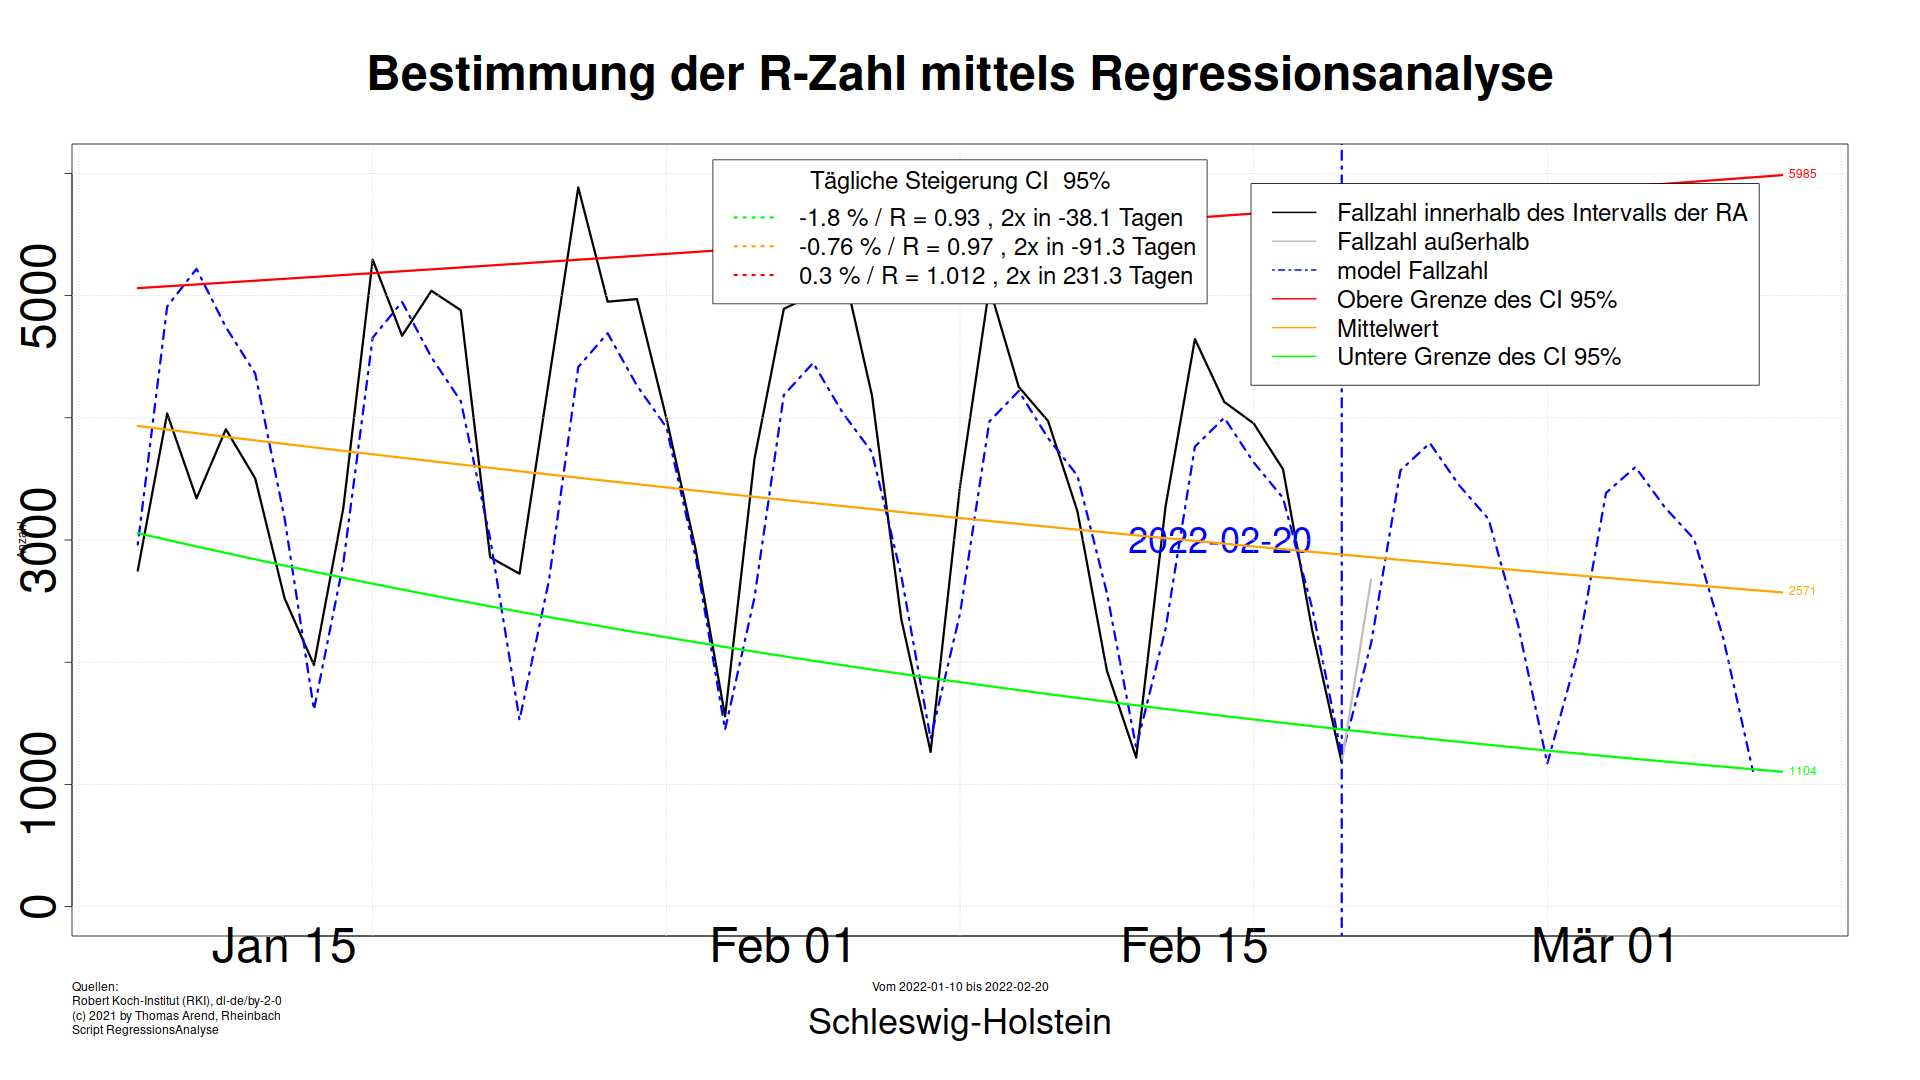 Bestimmung der R-Zahl mittels Regressionsanalyse
Tägliche Steigerung CI  95%
-1.8 % / R = 0.93 , 2x in -38.1 Tagen
-0.76 % / R = 0.97 , 2x in -91.3 Tagen
0.3 % / R = 1.012 , 2x in 231.3 Tagen
Fallzahl innerhalb des Intervalls der RA
Fallzahl außerhalb
model Fallzahl
Obere Grenze des CI 95%
Mittelwert
Untere Grenze des CI 95%
5985
2571
1104
2022-02-20
5000
3000
1000
0
Anzahl
Jan 15
Feb 01
Feb 15
Mär 01
Quellen:
Robert Koch-Institut (RKI), dl-de/by-2-0
(c) 2021 by Thomas Arend, Rheinbach
Script RegressionsAnalyse
Vom 2022-01-10 bis 2022-02-20
Schleswig-Holstein